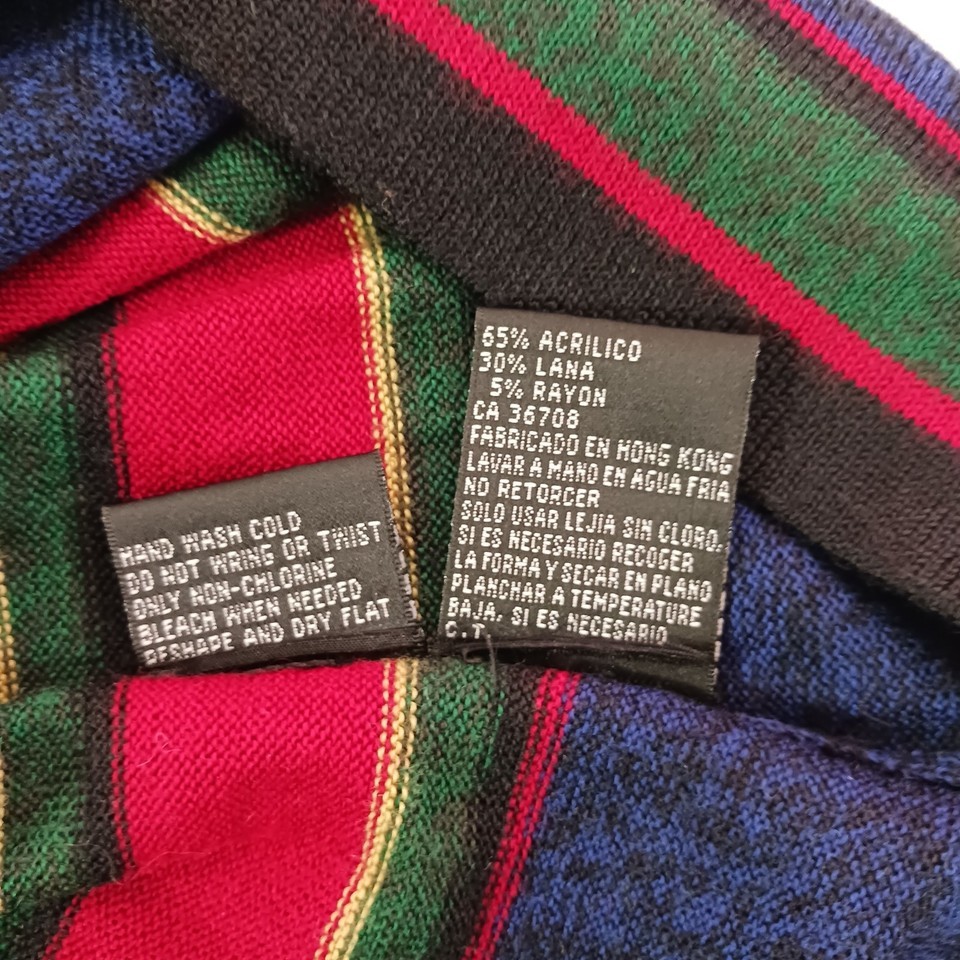 HAND WASH COLD
DO NOT WRING OR TWIST
ONLY NON-CHLORINE
BLEACH WHEN NEEDED
RESHAPE AND DRY FLAT
65% ACRILICO
30% LANA
5% RAYON
CA 36708
FABRICADO EN HONG KONG
LAVAR A MANO EN AGUA FRIA
NO RETORCER
SOLO USAR LEJIA SIN CLORO.
SI ES NECESARIO RECOGER
LA FORMA Y SECAR EN PLANO
PLANCHAR A TEMPERATURE
BAJA, SI ES NECESARIO
C.T.